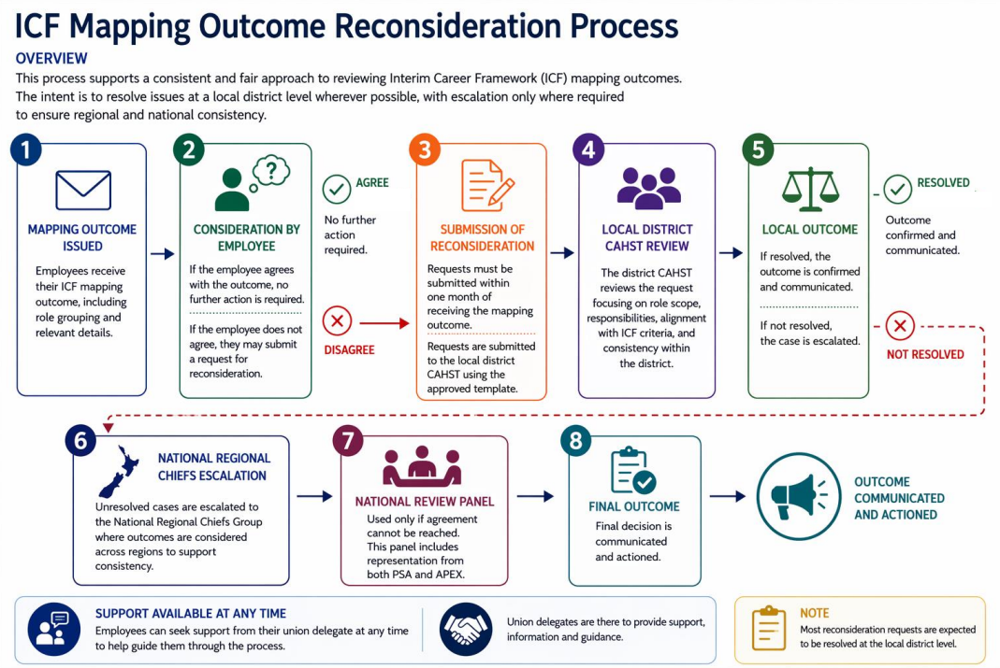 ICF Mapping Outcome Reconsideration Process
OVERVIEW
This process supports a consistent and fair approach to reviewing Interim Career Framework (ICF) mapping outcomes.
The intent is to resolve issues at a local district level wherever possible, with escalation only where required
to ensure regional and national consistency.
1
MAPPING OUTCOME
ISSUED
Employees receive
their ICF mapping
outcome, including
role grouping and
relevant details.
2
?
CONSIDERATION BY
EMPLOYEE
If the employee agrees
with the outcome, no
further action is required.
If the employee does not
agree, they may submit
a request for
reconsideration.
AGREE
No further
action
required.
DISAGREE
3
SUBMISSION OF
RECONSIDERATION
Requests must be
submitted within
one month of
receiving the mapping
outcome.
Requests are submitted
to the local district
CAHST using the
approved template.
4
LOCAL DISTRICT
CAHST REVIEW
The district CAHST
reviews the request
focusing on role scope,
responsibilities, alignment
with ICF criteria, and
consistency within
the district.
5
LOCAL OUTCOME
If resolved, the
outcome is confirmed
and communicated.
If not resolved,
the case is escalated.
RESOLVED
Outcome
confirmed and
communicated.
NOT RESOLVED
6
NATIONAL REGIONAL
CHIEFS ESCALATION
Unresolved cases are escalated to
the National Regional Chiefs Group
where outcomes are considered
across regions to support
consistency.
7
NATIONAL REVIEW PANEL
Used only if agreement
cannot be reached.
This panel includes
representation from
both PSA and APEX.
8
FINAL OUTCOME
Final decision is
communicated
and actioned.
OUTCOME
COMMUNICATED
AND ACTIONED
SUPPORT AVAILABLE AT ANY TIME
Employees can seek support from their union delegate at any time
to help guide them through the process.
Union delegates are there to provide support,
information and guidance.
NOTE
Most reconsideration requests are expected
to be resolved at the local district level.